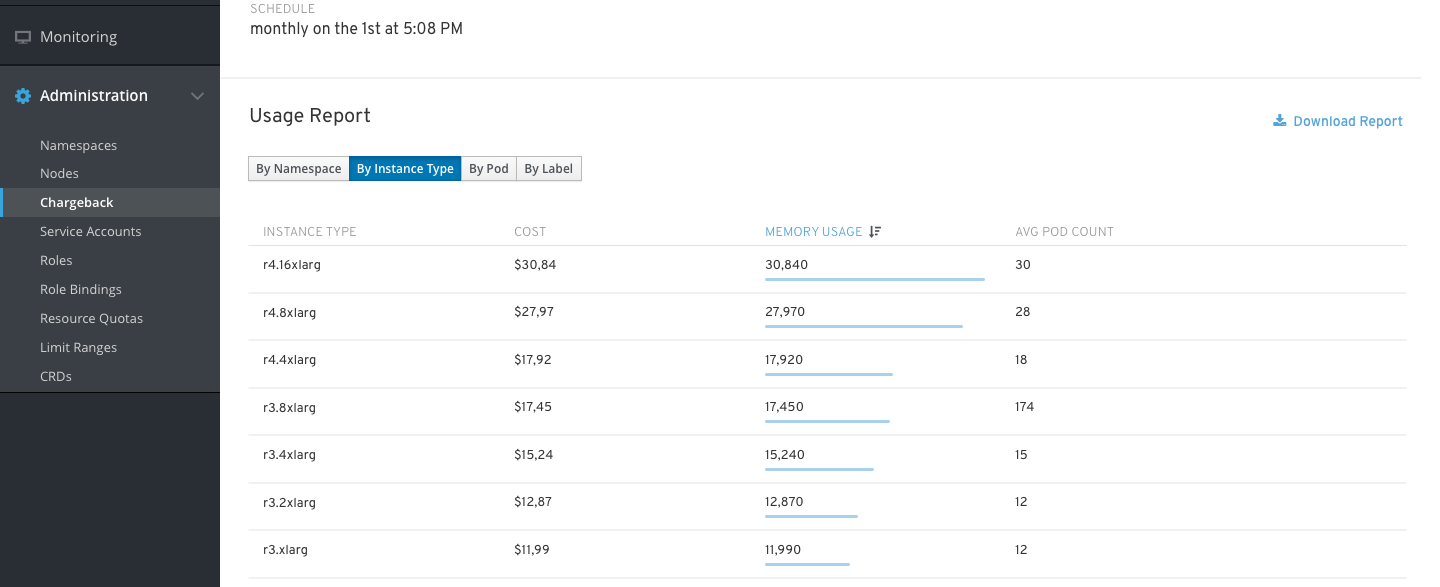 SCHEDULE
monthly on the 1st at 5:08 PM
Monitoring
Administration
Namespaces
Nodes
Chargeback
Service Accounts
Roles
Role Bindings
Resource Quotas
Limit Ranges
CRDs
Usage Report
Download Report
By Namespace By Instance Type By Pod By Label
INSTANCE TYPE COST MEMORY USAGE AVG POD COUNT
r4.16xlarg $30,84 30,840 30
r4.8xlarg $27,97 27,970 28
r4.4xlarg $17,92 17,920 18
r3.8xlarg $17,45 17,450 174
r3.4xlarg $15,24 15,240 15
r3.2xlarg $12,87 12,870 12
r3.xlarg $11,99 11,990 12